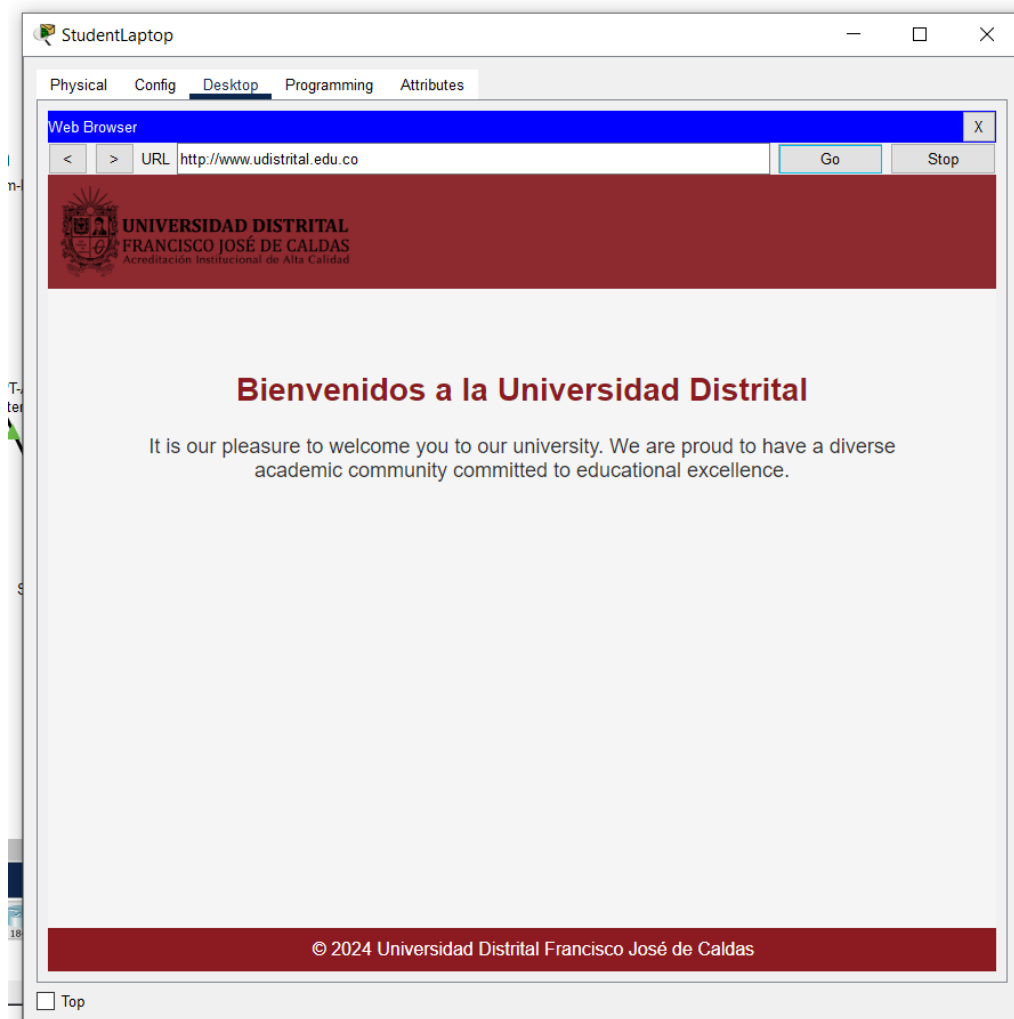 StudentLaptop
Physical Config Desktop Programming Attributes
Web Browser X
< > URL http://www.udistrital.edu.co Go Stop
UNIVERSIDAD DISTRITAL
FRANCISCO JOSÉ DE CALDAS
Acreditación Institucional de Alta Calidad
Bienvenidos a la Universidad Distrital
It is our pleasure to welcome you to our university. We are proud to have a diverse
academic community committed to educational excellence.
© 2024 Universidad Distrital Francisco José de Caldas
Top